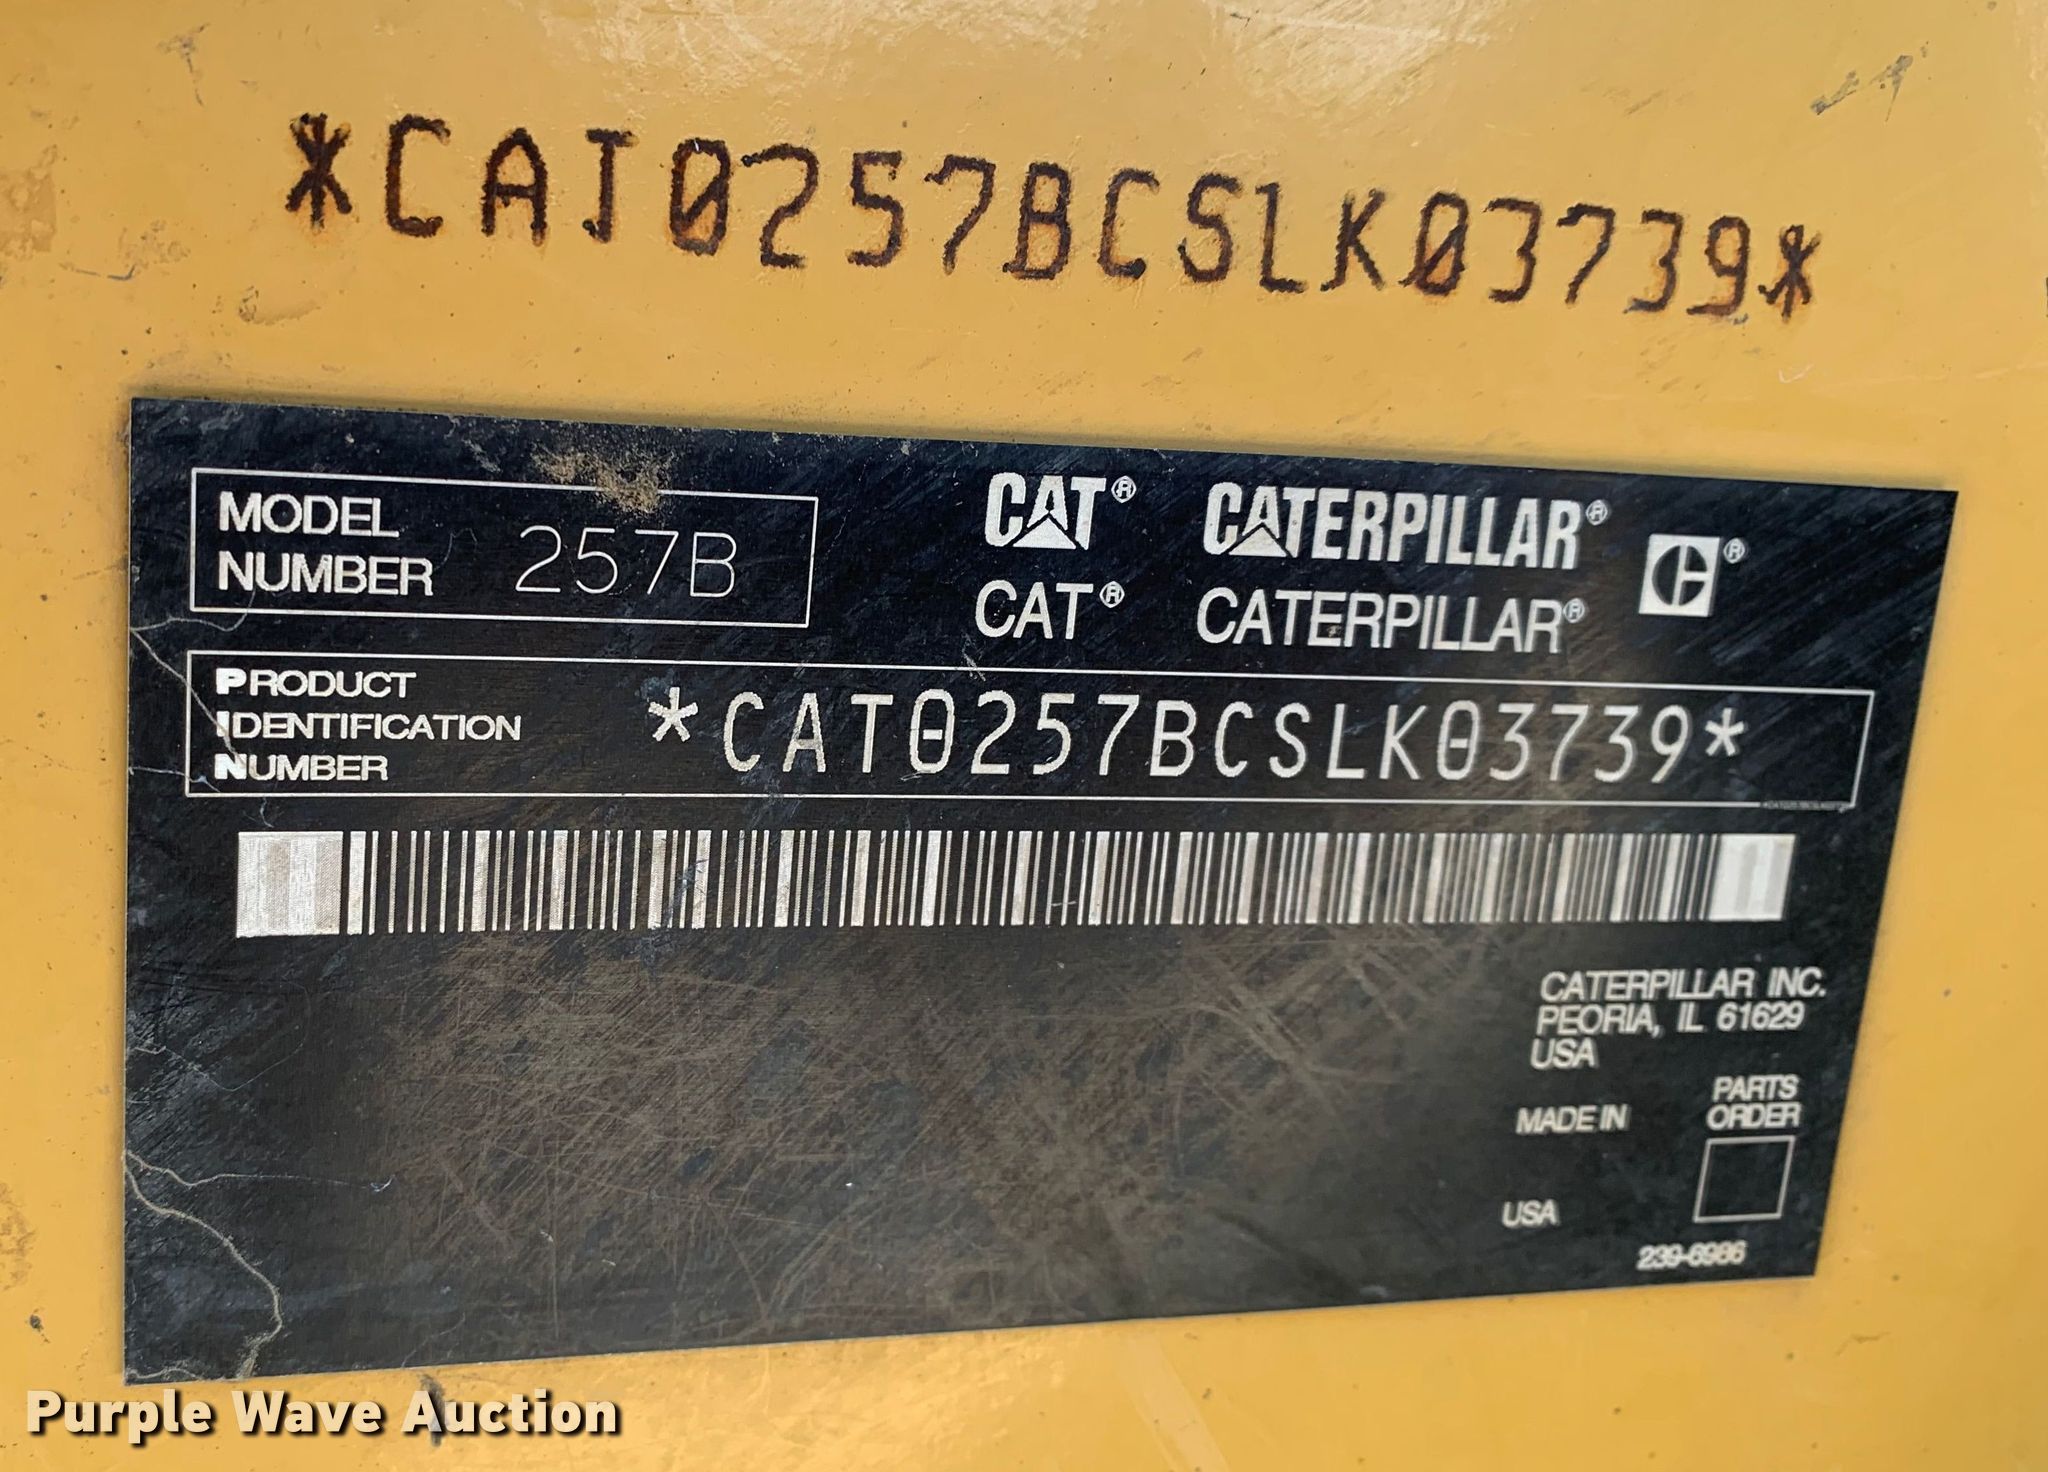 *CAT0257BCSLK03739*
MODEL
NUMBER 257B
CAT® CATERPILLAR®
CAT® CATERPILLAR®
C®
PRODUCT
IDENTIFICATION
NUMBER
*CAT0257BCSLK03739*
CATERPILLAR INC.
PEORIA, IL 61629
USA
MADE IN
USA
PARTS
ORDER
239-6986
Purple Wave Auction